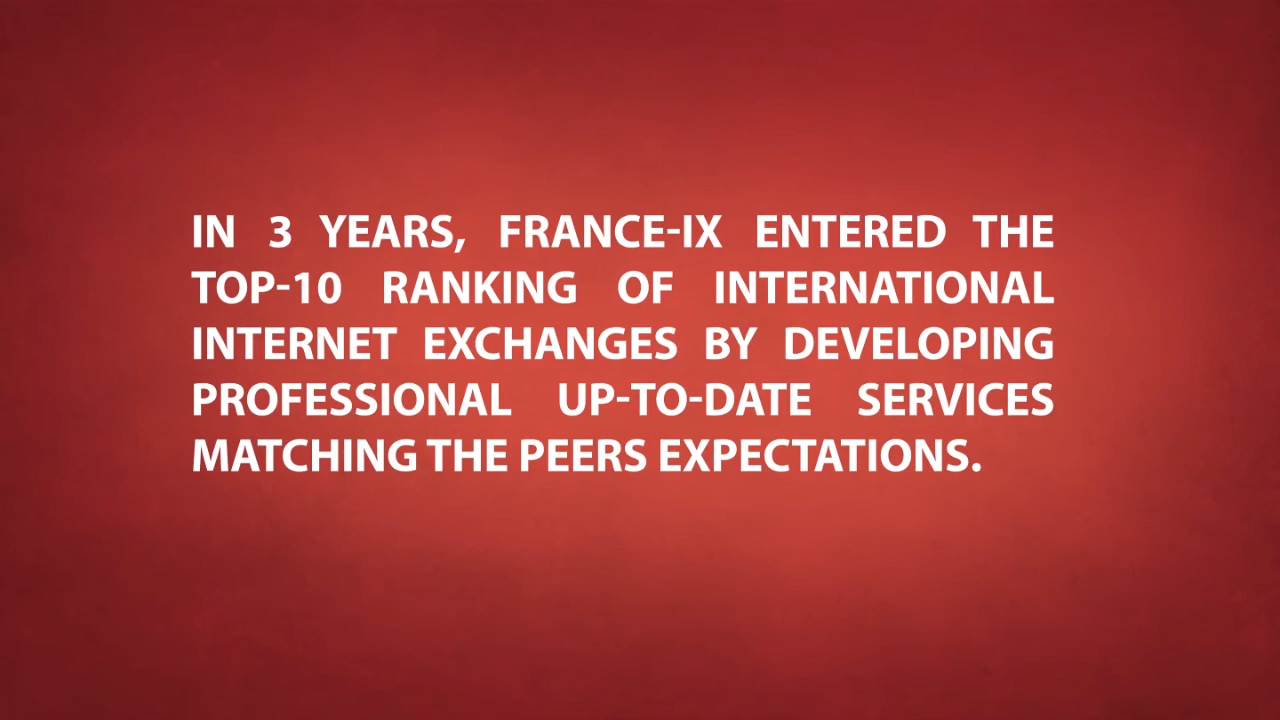 IN 3 YEARS, FRANCE-IX ENTERED THE
TOP-10 RANKING OF INTERNATIONAL
INTERNET EXCHANGES BY DEVELOPING
PROFESSIONAL UP-TO-DATE SERVICES
MATCHING THE PEERS EXPECTATIONS.